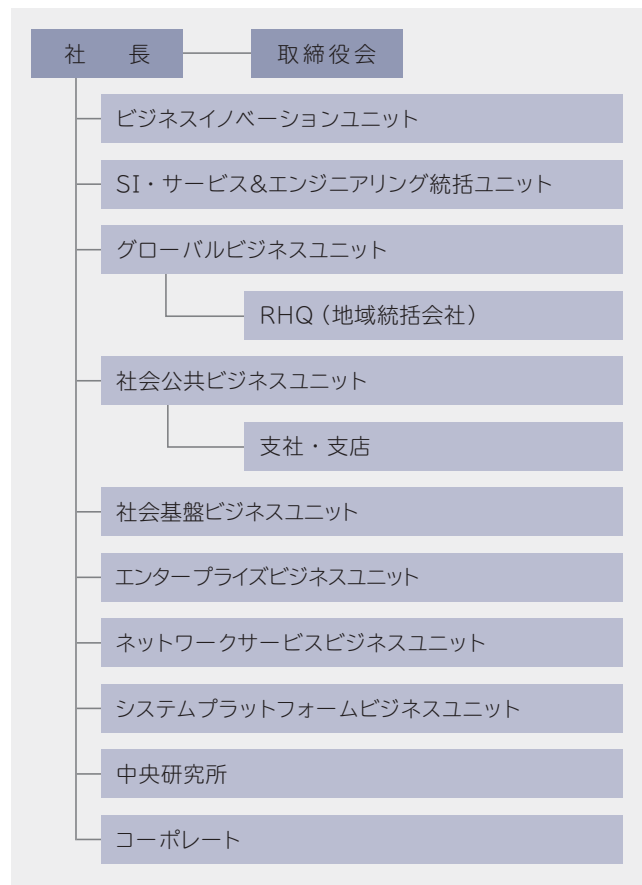 社　長
取締役会
ビジネスイノベーションユニット
SI・サービス&エンジニアリング統括ユニット
グローバルビジネスユニット
RHQ（地域統括会社）
社会公共ビジネスユニット
支社・支店
社会基盤ビジネスユニット
エンタープライズビジネスユニット
ネットワークサービスビジネスユニット
システムプラットフォームビジネスユニット
中央研究所
コーポレート